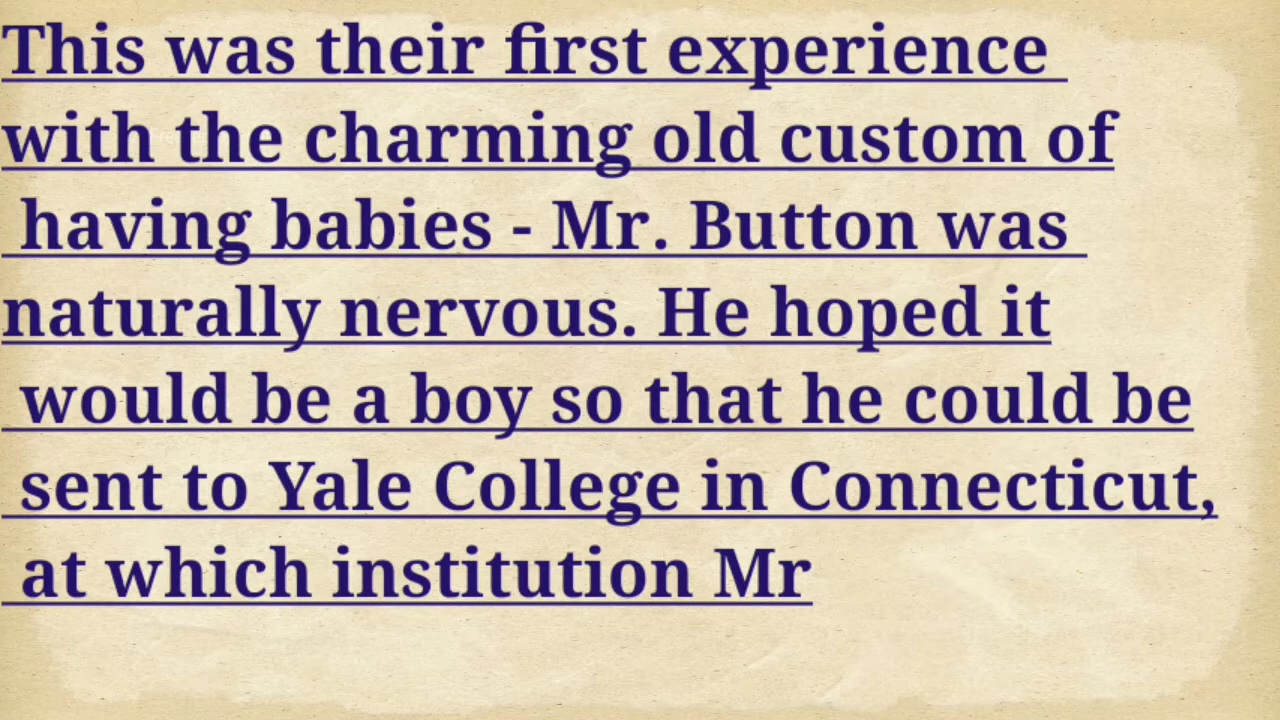 This was their first experience
with the charming old custom of
having babies - Mr. Button was
naturally nervous. He hoped it
would be a boy so that he could be
sent to Yale College in Connecticut,
at which institution Mr